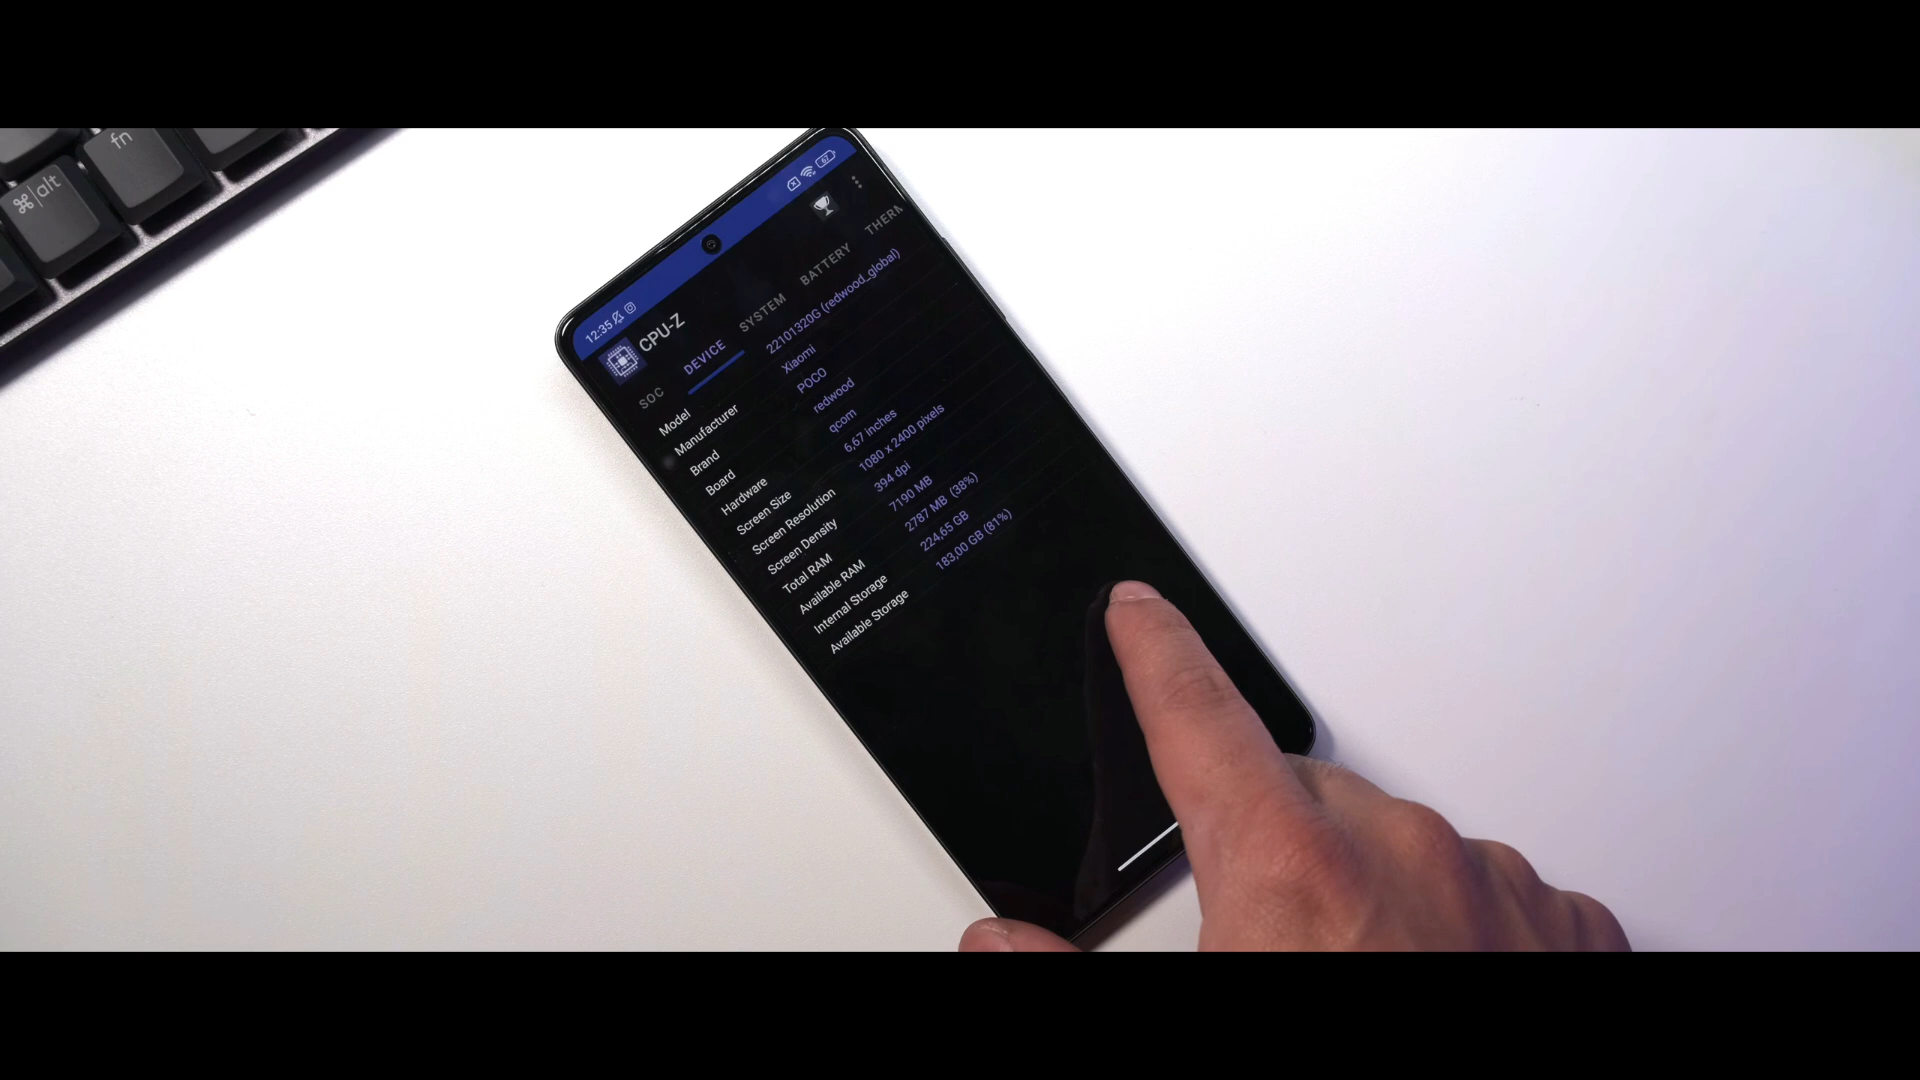 fn
⌘|alt
12:35
67
CPU-Z
SOC DEVICE SYSTEM BATTERY THERM
Model 22101320G (redwood_global)
Manufacturer Xiaomi
Brand POCO
Board redwood
Hardware qcom
Screen Size 6,67 inches
Screen Resolution 1080 x 2400 pixels
Screen Density 394 dpi
Total RAM 7190 MB
Available RAM 2787 MB (38%)
Internal Storage 224,65 GB
Available Storage 183,00 GB (81%)